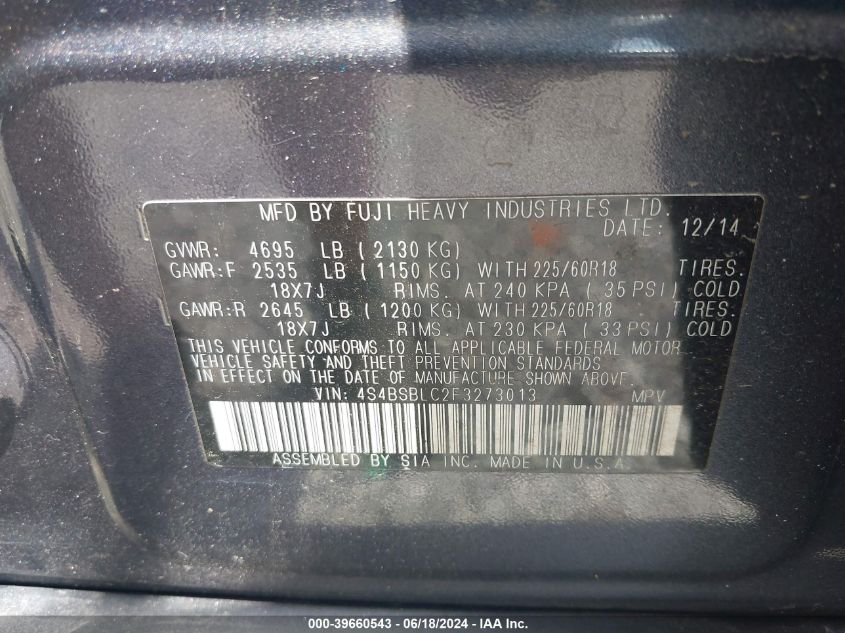 MFD BY FUJI HEAVY INDUSTRIES LTD.
DATE: 12/14
GVWR: 4695 LB (2130 KG)
GAWR:F 2535 LB (1150 KG) WITH 225/60R18 TIRES.
18X7J RIMS. AT 240 KPA (35 PSI) COLD
GAWR:R 2645 LB (1200 KG) WITH 225/60R18 TIRES.
18X7J RIMS. AT 230 KPA (33 PSI) COLD
THIS VEHICLE CONFORMS TO ALL APPLICABLE FEDERAL MOTOR
VEHICLE SAFETY AND THEFT PREVENTION STANDARDS
IN EFFECT ON THE DATE OF MANUFACTURE SHOWN ABOVE.
VIN: 4S4BSBLC2F3273013 MPV
ASSEMBLED BY SIA INC. MADE IN U.S.A.
000-39660543 - 06/18/2024 - IAA Inc.